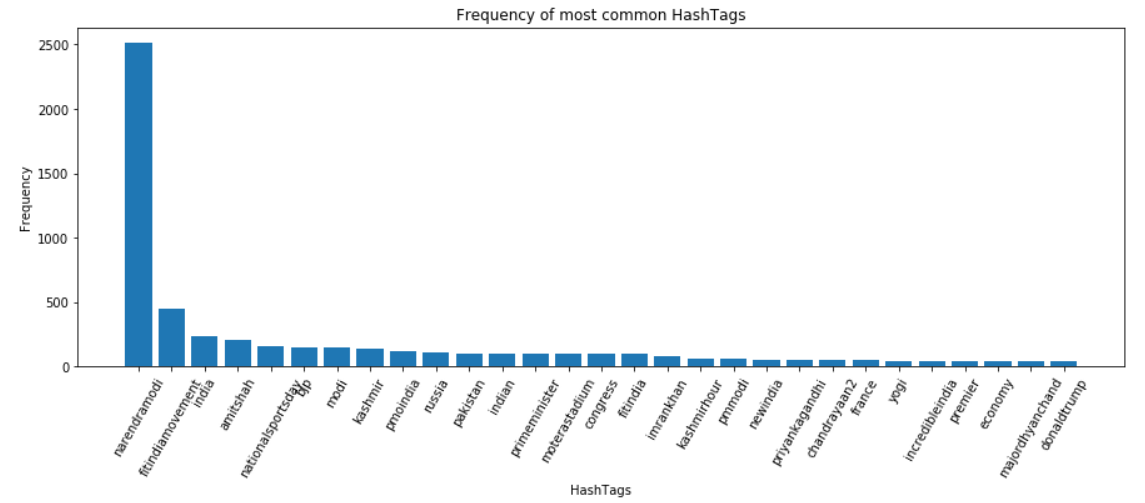 Frequency of most common HashTags
Frequency
2500
2000
1500
1000
500
0
narendramodi
fitindiamovement
india
amitshah
nationalsportsday
bjp
modi
kashmir
pmoindia
russia
pakistan
indian
primeminister
moterastadium
congress
fitindia
imrankhan
kashmirhour
pmmodi
newindia
priyankagandhi
chandrayaan2
france
yogi
incredibleindia
premier
economy
majordhyanchand
donaldtrump
HashTags